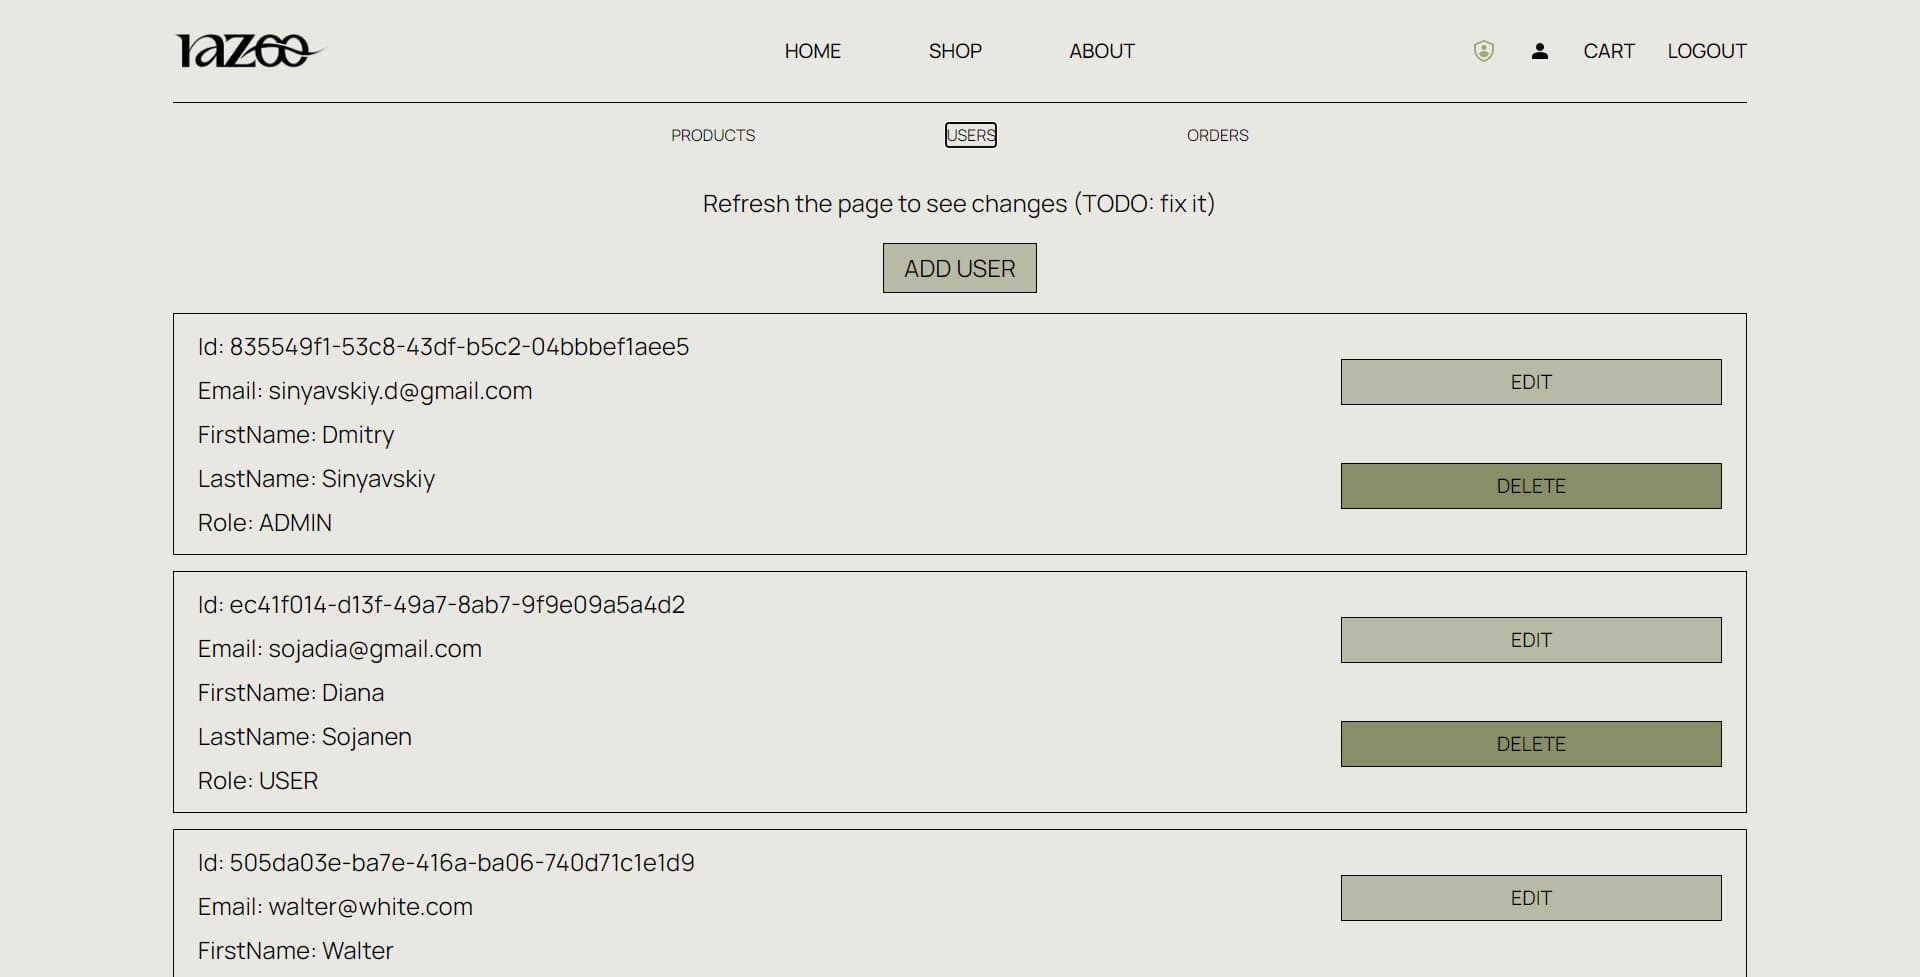 razoo
HOME SHOP ABOUT CART LOGOUT
PRODUCTS USERS ORDERS
Refresh the page to see changes (TODO: fix it)
ADD USER
Id: 835549f1-53c8-43df-b5c2-04bbbef1aee5
Email: sinyavskiy.d@gmail.com
FirstName: Dmitry
LastName: Sinyavskiy
Role: ADMIN
EDIT
DELETE
Id: ec41f014-d13f-49a7-8ab7-9f9e09a5a4d2
Email: sojadia@gmail.com
FirstName: Diana
LastName: Sojanen
Role: USER
EDIT
DELETE
Id: 505da03e-ba7e-416a-ba06-740d71c1e1d9
Email: walter@white.com
FirstName: Walter
EDIT